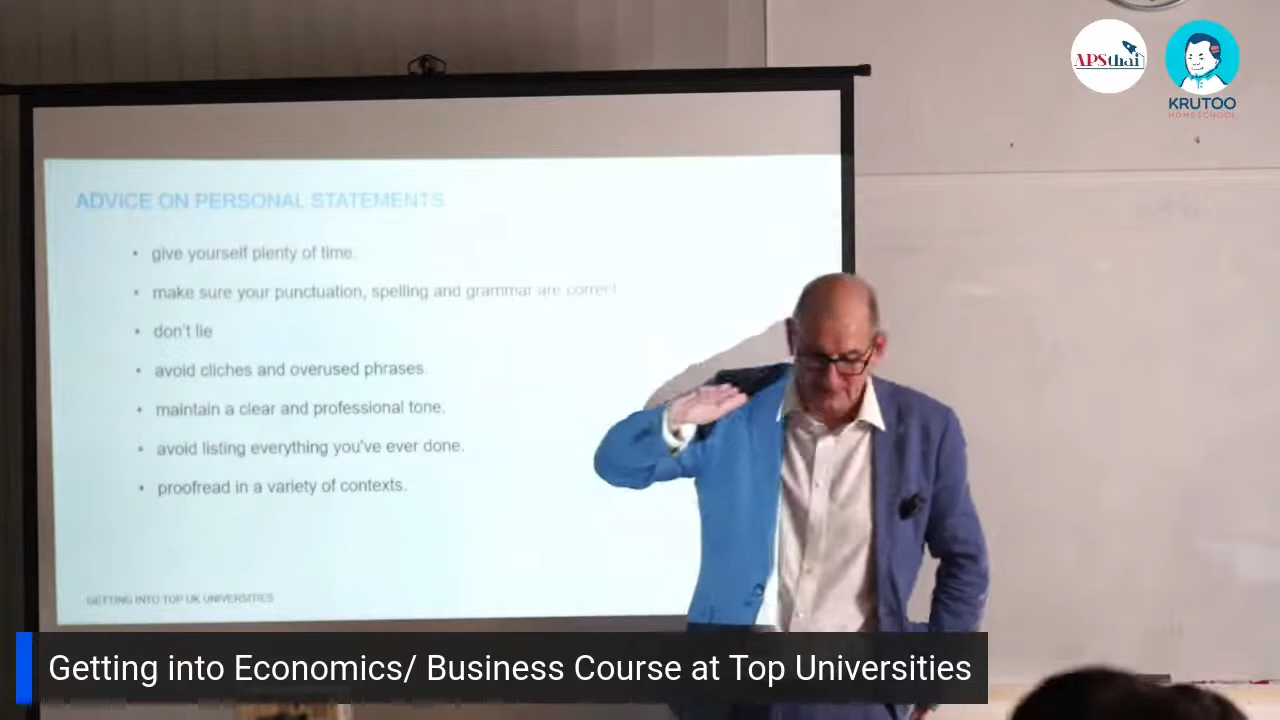 APSthai
KRUTOO
HOMESCHOOL
ADVICE ON PERSONAL STATEMENTS
• give yourself plenty of time.
• make sure your punctuation, spelling and grammar are correct
• don't lie
• avoid cliches and overused phrases.
• maintain a clear and professional tone.
• avoid listing everything you've ever done.
• proofread in a variety of contexts.
GETTING INTO TOP UK UNIVERSITIES
Getting into Economics/ Business Course at Top Universities